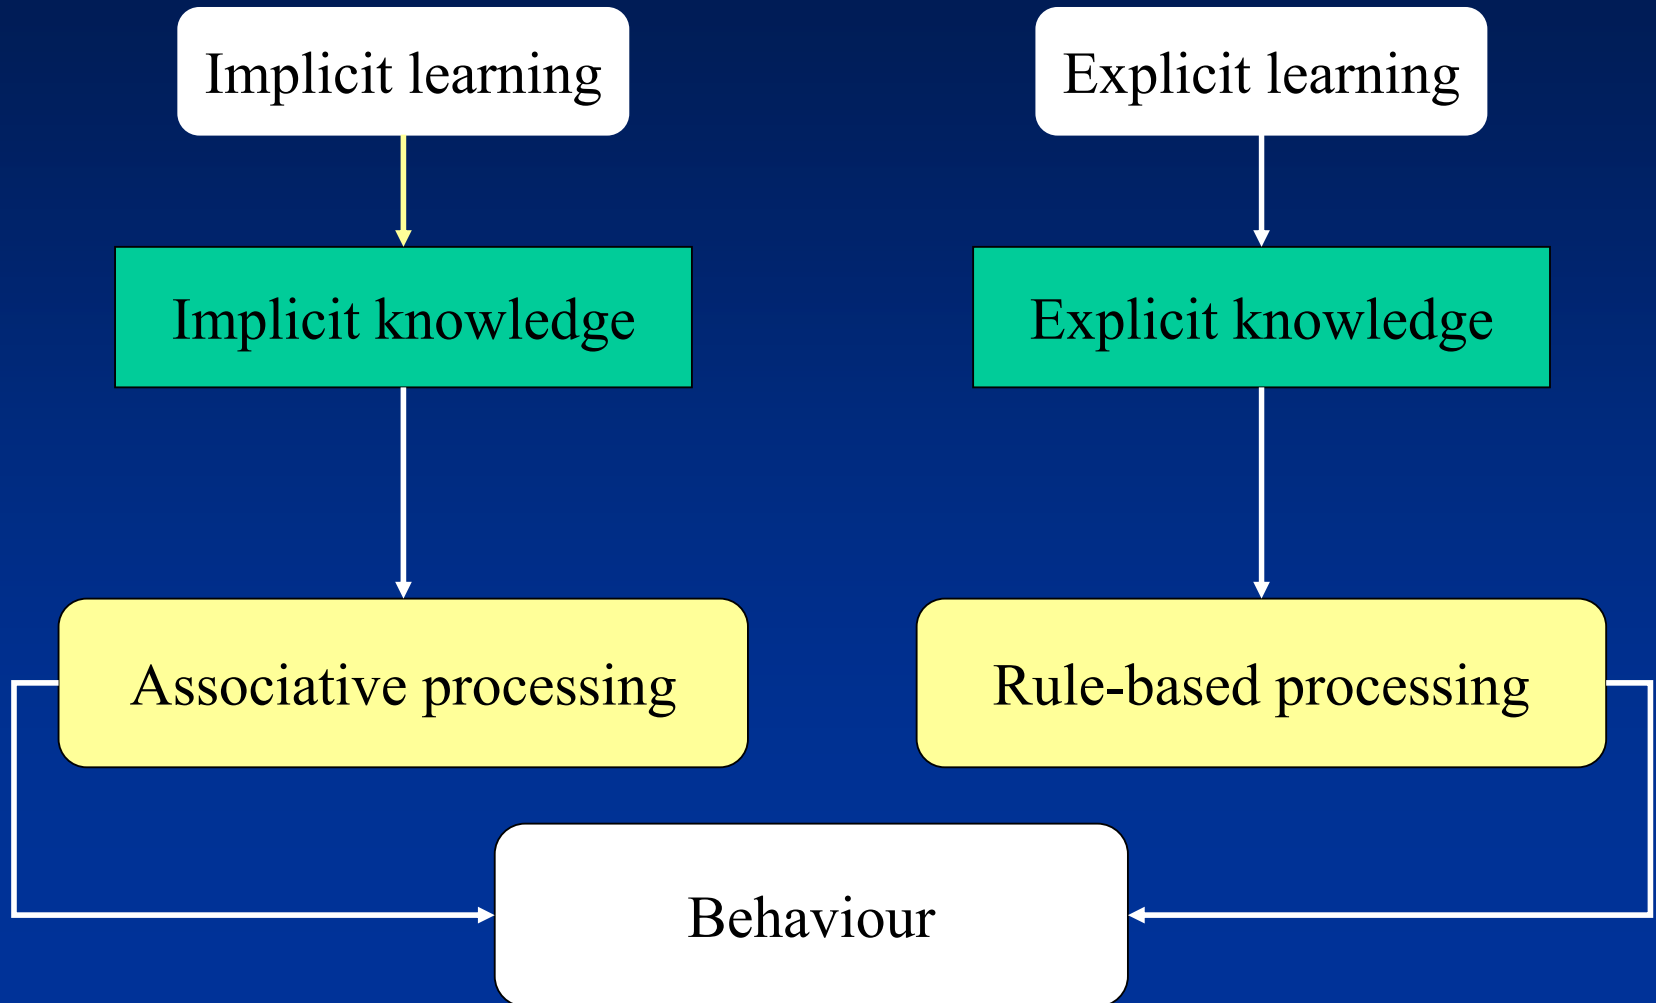 Implicit learning
Explicit learning
Implicit knowledge
Explicit knowledge
Associative processing
Rule-based processing
Behaviour